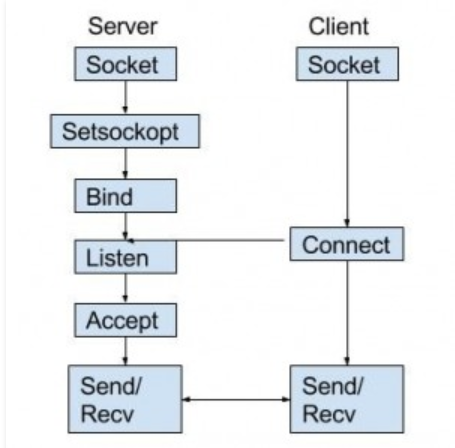 Server
Client
Socket
Socket
Setsockopt
Bind
Listen
Connect
Accept
Send/
Recv
Send/
Recv